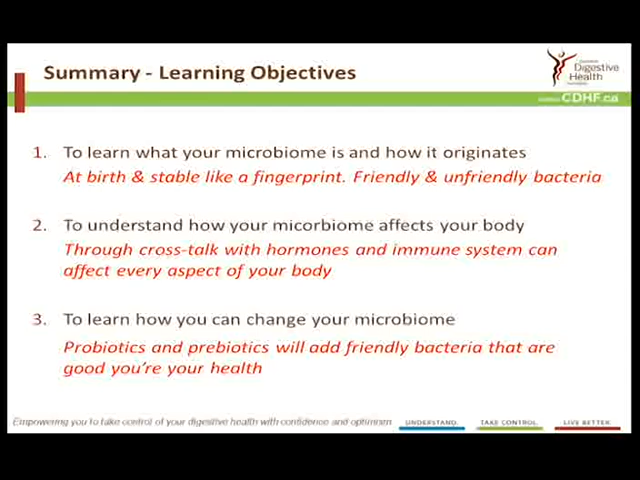 Summary - Learning Objectives
Digestive
Health
CDHF.ca
1. To learn what your microbiome is and how it originates
At birth & stable like a fingerprint. Friendly & unfriendly bacteria
2. To understand how your micorbiome affects your body
Through cross-talk with hormones and immune system can
affect every aspect of your body
3. To learn how you can change your microbiome
Probiotics and prebiotics will add friendly bacteria that are
good you're your health
Empowering you to take control of your digestive health with confidence and optimism
UNDERSTAND. TAKE CONTROL. LIVE BETTER.